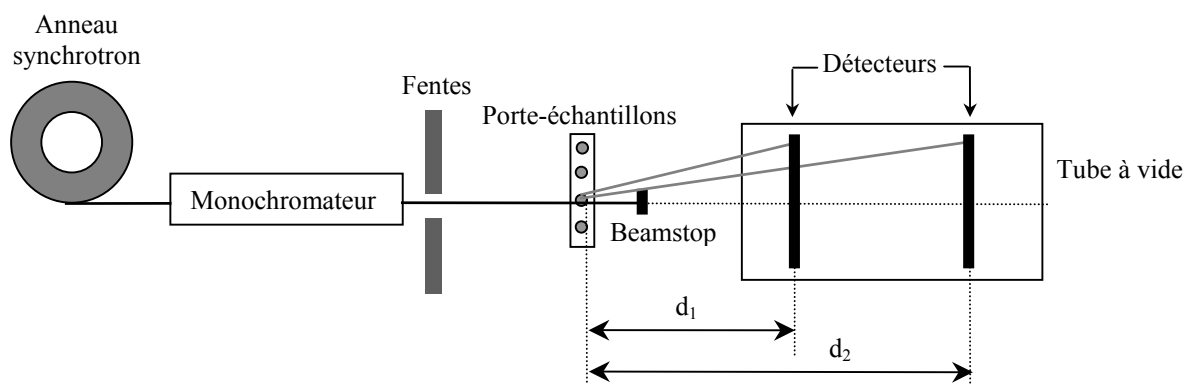 Anneau
synchrotron
Fentes
Porte-échantillons
Détecteurs
Monochromateur
Beamstop
Tube à vide
d₁
d₂